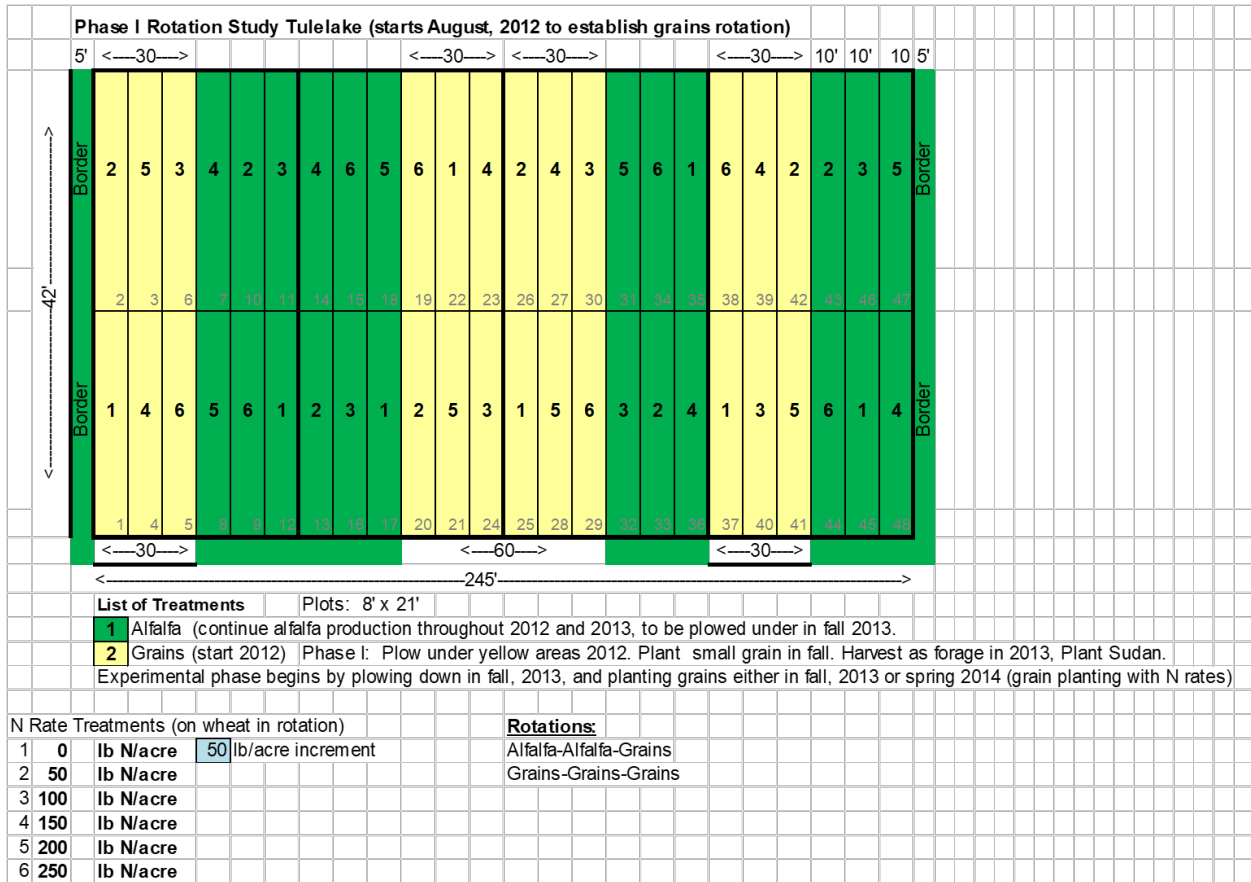 Phase I Rotation Study Tulelake (starts August, 2012 to establish grains rotation)
5' <----30----> <----30----> <----30----> <----30----> 10' 10' 10 5'
Border 2 5 3 4 2 3 4 6 5 6 1 4 2 4 3 5 6 1 6 4 2 2 3 5 Border
<---------------42'--------------->
2 3 6 7 10 11 14 15 18 19 22 23 26 27 30 31 34 35 38 39 42 43 46 47
Border 1 4 6 5 6 1 2 3 1 2 5 3 1 5 6 3 2 4 1 3 5 6 1 4 Border
1 4 5 8 9 12 13 16 17 20 21 24 25 28 29 32 33 36 37 40 41 44 45 48
<----30----> <----60----> <----30---->
<------------------------------------------------------------245'------------------------------------------------------------>
List of Treatments Plots: 8' x 21'
1 Alfalfa (continue alfalfa production throughout 2012 and 2013, to be plowed under in fall 2013.
2 Grains (start 2012) Phase I: Plow under yellow areas 2012. Plant small grain in fall. Harvest as forage in 2013, Plant Sudan.
Experimental phase begins by plowing down in fall, 2013, and planting grains either in fall, 2013 or spring 2014 (grain planting with N rates)
N Rate Treatments (on wheat in rotation) Rotations:
1 0 lb N/acre 50 lb/acre increment Alfalfa-Alfalfa-Grains
2 50 lb N/acre Grains-Grains-Grains
3 100 lb N/acre
4 150 lb N/acre
5 200 lb N/acre
6 250 lb N/acre